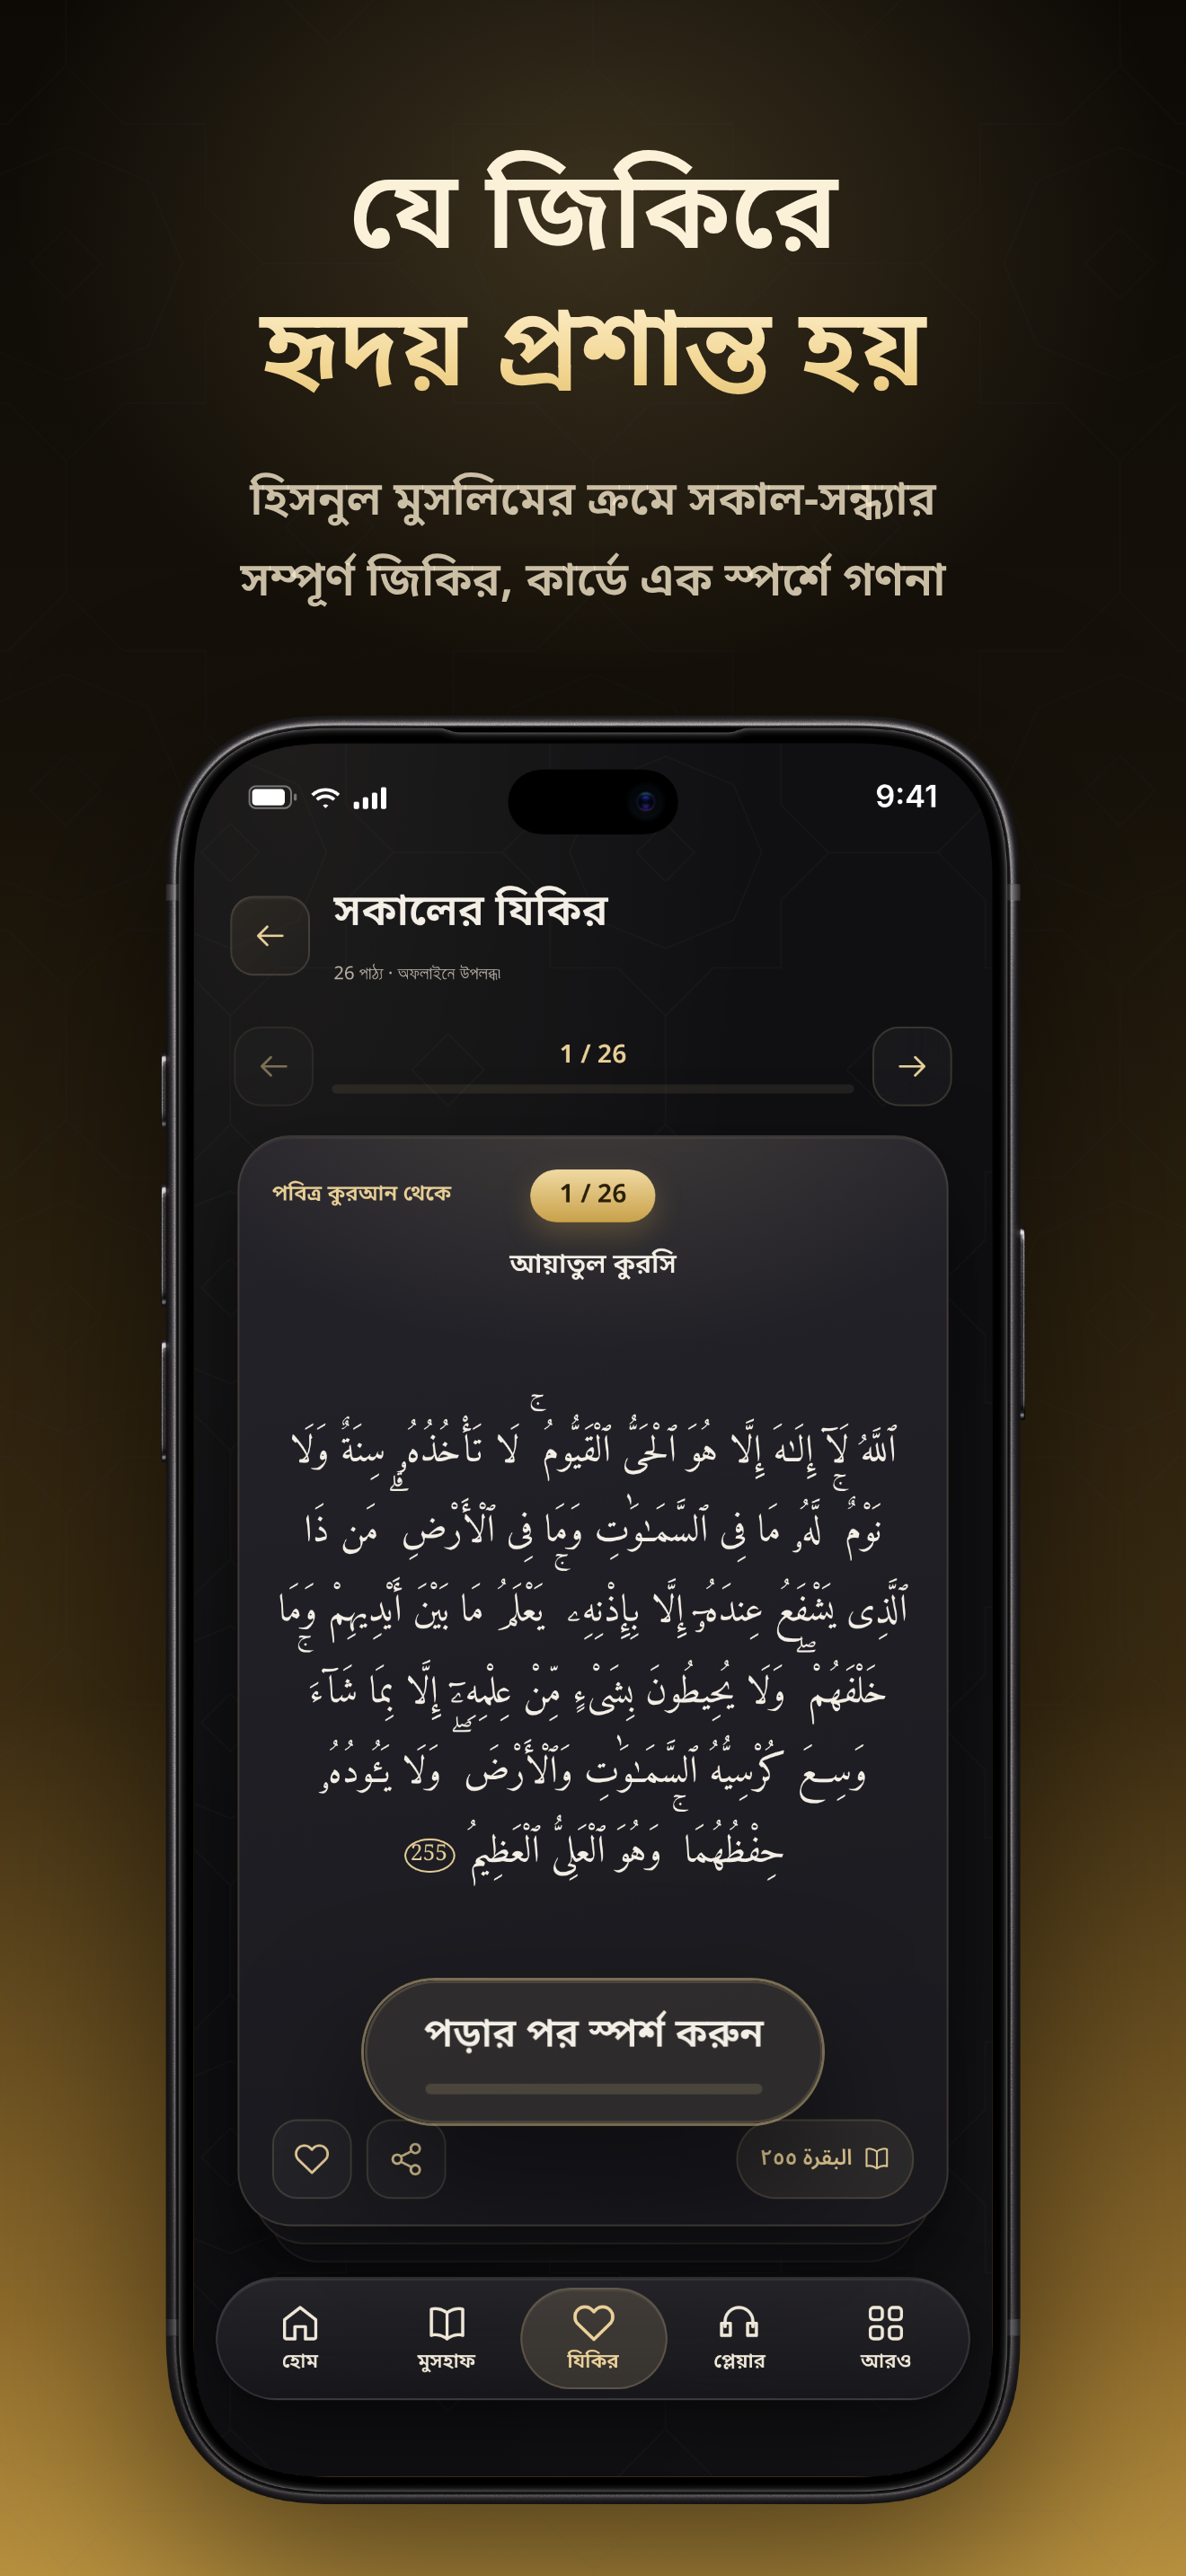 যে জিকিরে
হৃদয় প্রশান্ত হয়
হিসনুল মুসলিমের ক্রমে সকাল-সন্ধ্যার
সম্পূর্ণ জিকির, কার্ডে এক স্পর্শে গণনা
9:41
সকালের যিকির
26 পাঠ্য · অফলাইনে উপলব্ধ
1 / 26
পবিত্র কুরআন থেকে
1 / 26
আয়াতুল কুরসি
ٱللَّهُ لَآ إِلَـٰهَ إِلَّا هُوَ ٱلْحَىُّ ٱلْقَيُّومُ ۚ لَا تَأْخُذُهُۥ سِنَةٌ وَلَا
نَوْمٌ ۚ لَّهُۥ مَا فِى ٱلسَّمَـٰوَٰتِ وَمَا فِى ٱلْأَرْضِ ۗ مَن ذَا
ٱلَّذِى يَشْفَعُ عِندَهُۥٓ إِلَّا بِإِذْنِهِۦ ۚ يَعْلَمُ مَا بَيْنَ أَيْدِيهِمْ وَمَا
خَلْفَهُمْ ۖ وَلَا يُحِيطُونَ بِشَىْءٍ مِّنْ عِلْمِهِۦٓ إِلَّا بِمَا شَآءَ ۚ
وَسِعَ كُرْسِيُّهُ ٱلسَّمَـٰوَٰتِ وَٱلْأَرْضَ ۖ وَلَا يَـُٔودُهُۥ
حِفْظُهُمَا ۚ وَهُوَ ٱلْعَلِىُّ ٱلْعَظِيمُ 255
পড়ার পর স্পর্শ করুন
البقرة ٢٥٥
হোম
মুসহাফ
যিকির
প্লেয়ার
আরও